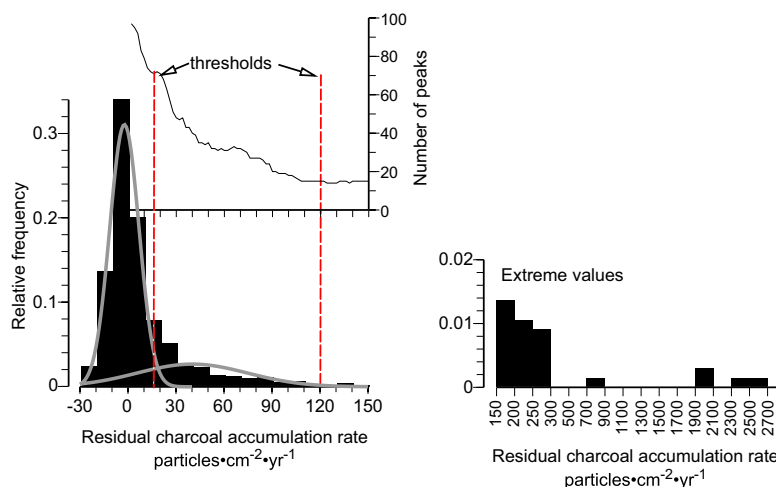 100
80
60
40
20
0
Number of peaks
thresholds
0.3
0.2
0.1
0
Relative frequency
-30 0 30 60 90 120 150
Residual charcoal accumulation rate
particles•cm-2•yr-1
0.02
0.01
0
Extreme values
150 200 250 300 500 700 900 1100 1300 1500 1700 1900 2100 2300 2500 2700
Residual charcoal accumulation rate
particles•cm-2•yr-1